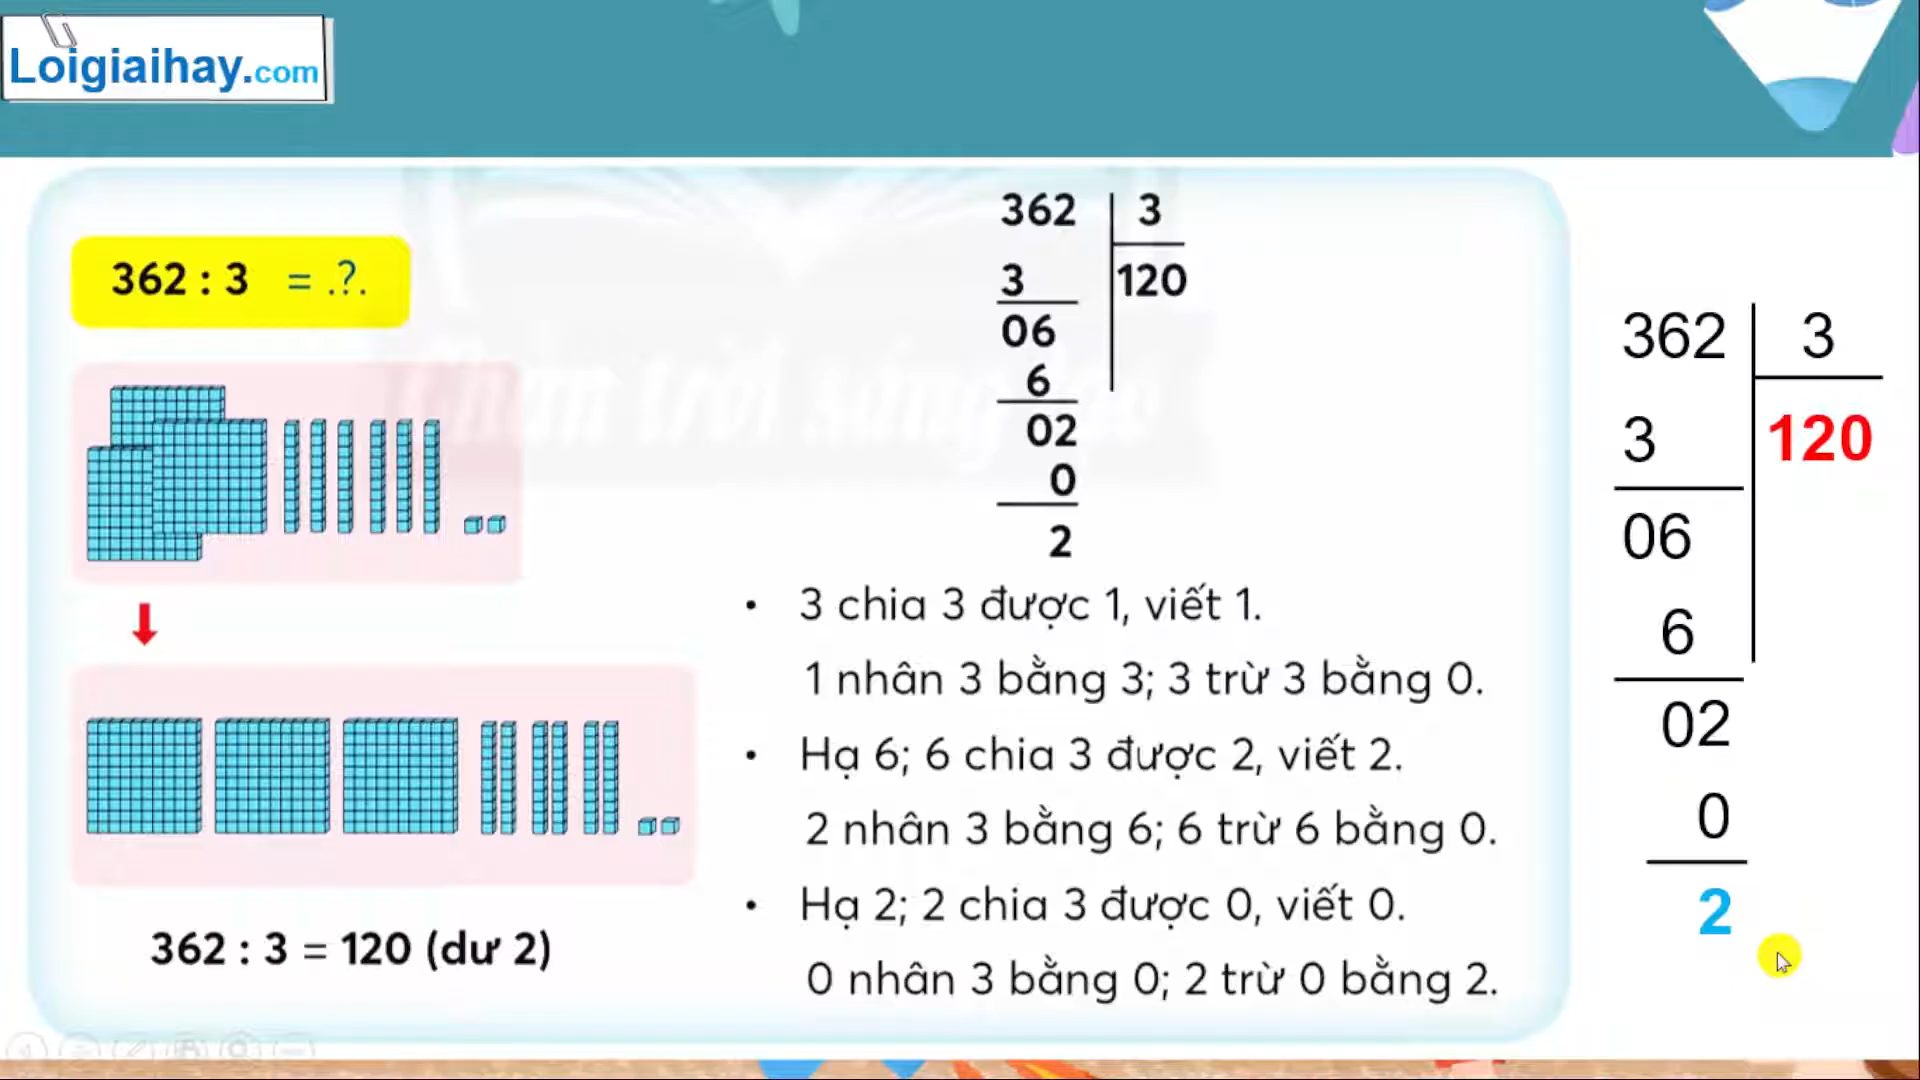 Loigiaihay.com
362 : 3 = .?.
362 3
3 120
06
6
02
0
2
362 : 3 = 120 (dư 2)
• 3 chia 3 được 1, viết 1.
1 nhân 3 bằng 3; 3 trừ 3 bằng 0.
• Hạ 6; 6 chia 3 được 2, viết 2.
2 nhân 3 bằng 6; 6 trừ 6 bằng 0.
• Hạ 2; 2 chia 3 được 0, viết 0.
0 nhân 3 bằng 0; 2 trừ 0 bằng 2.
362 3
3 120
06
6
02
0
2